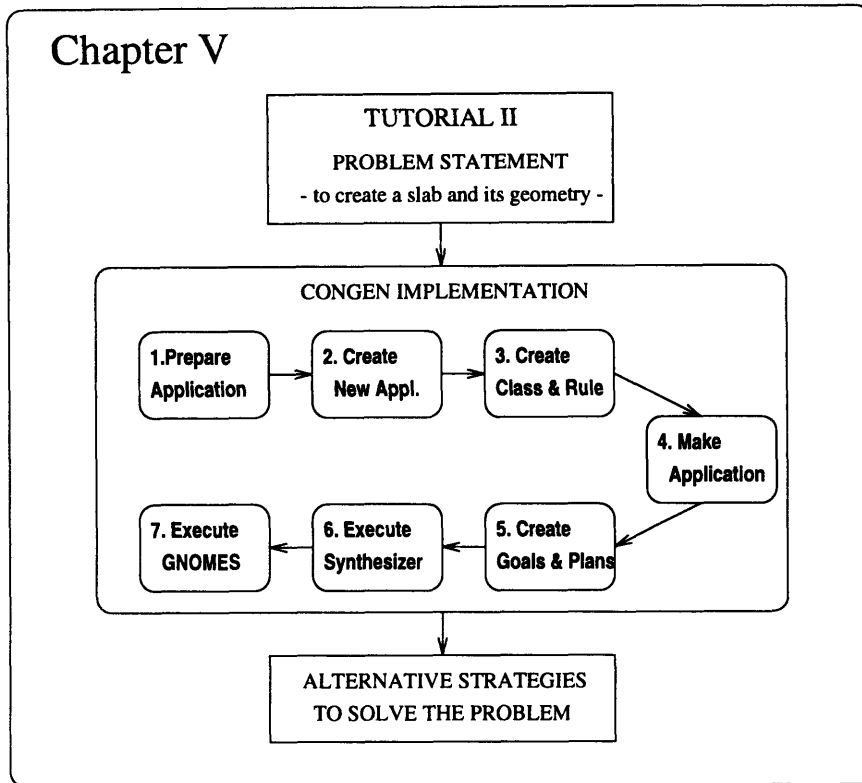 Chapter V
TUTORIAL II
PROBLEM STATEMENT
- to create a slab and its geometry -
CONGEN IMPLEMENTATION
1.Prepare
Application
2. Create
New Appl.
3. Create
Class & Rule
4. Make
Application
5. Create
Goals & Plans
6. Execute
Synthesizer
7. Execute
GNOMES
ALTERNATIVE STRATEGIES
TO SOLVE THE PROBLEM